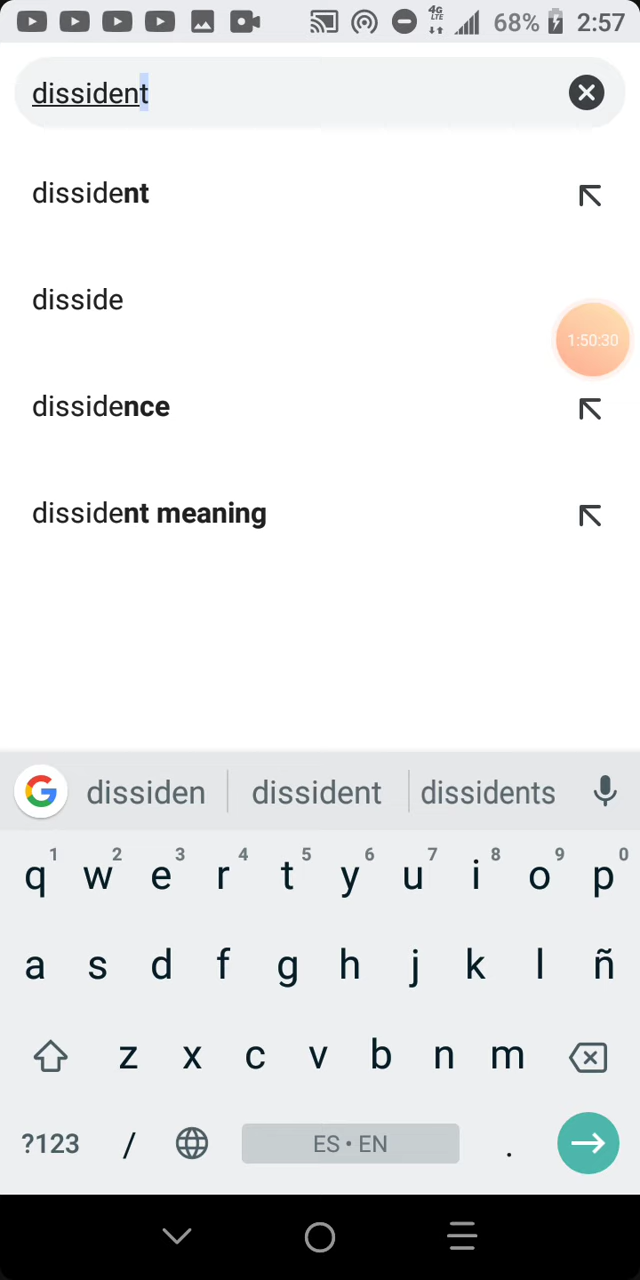 4G
LTE
68% 2:57
dissident
dissident
disside
1:50:30
dissidence
dissident meaning
dissiden dissident dissidents
1 2 3 4 5 6 7 8 9 0
q w e r t y u i o p
a s d f g h j k l ñ
z x c v b n m
?123 / ES • EN .